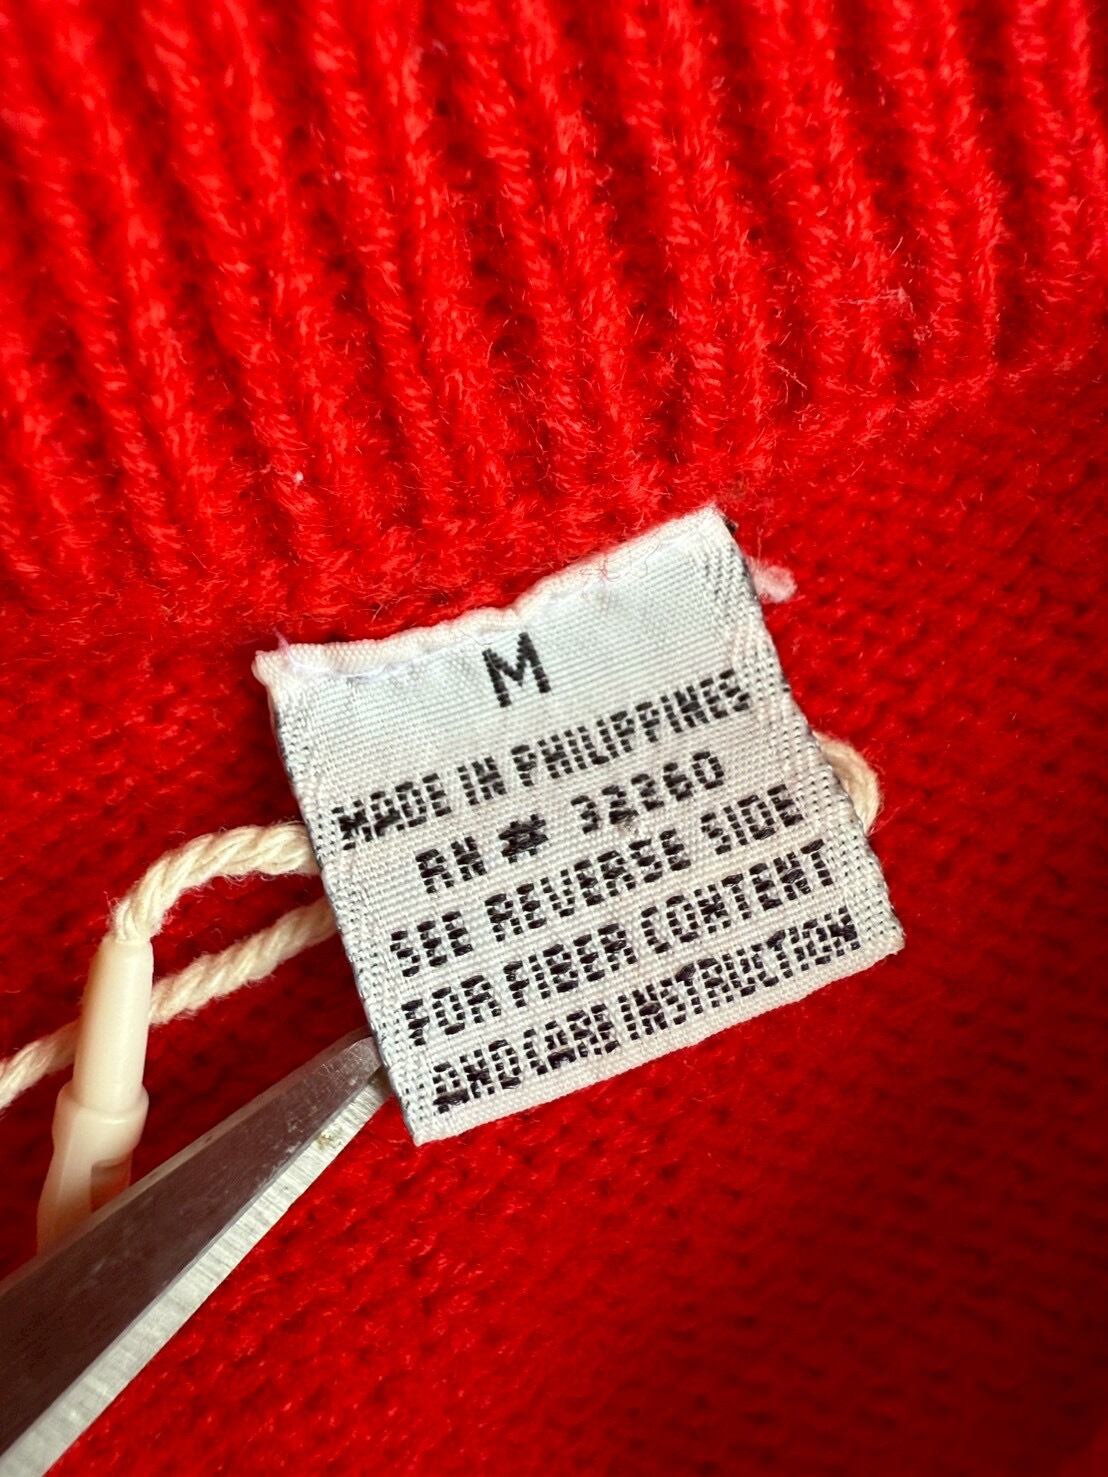 M
MADE IN PHILIPPINES
RN # 32260
SEE REVERSE SIDE
FOR FIBER CONTENT
AND CARE INSTRUCTION